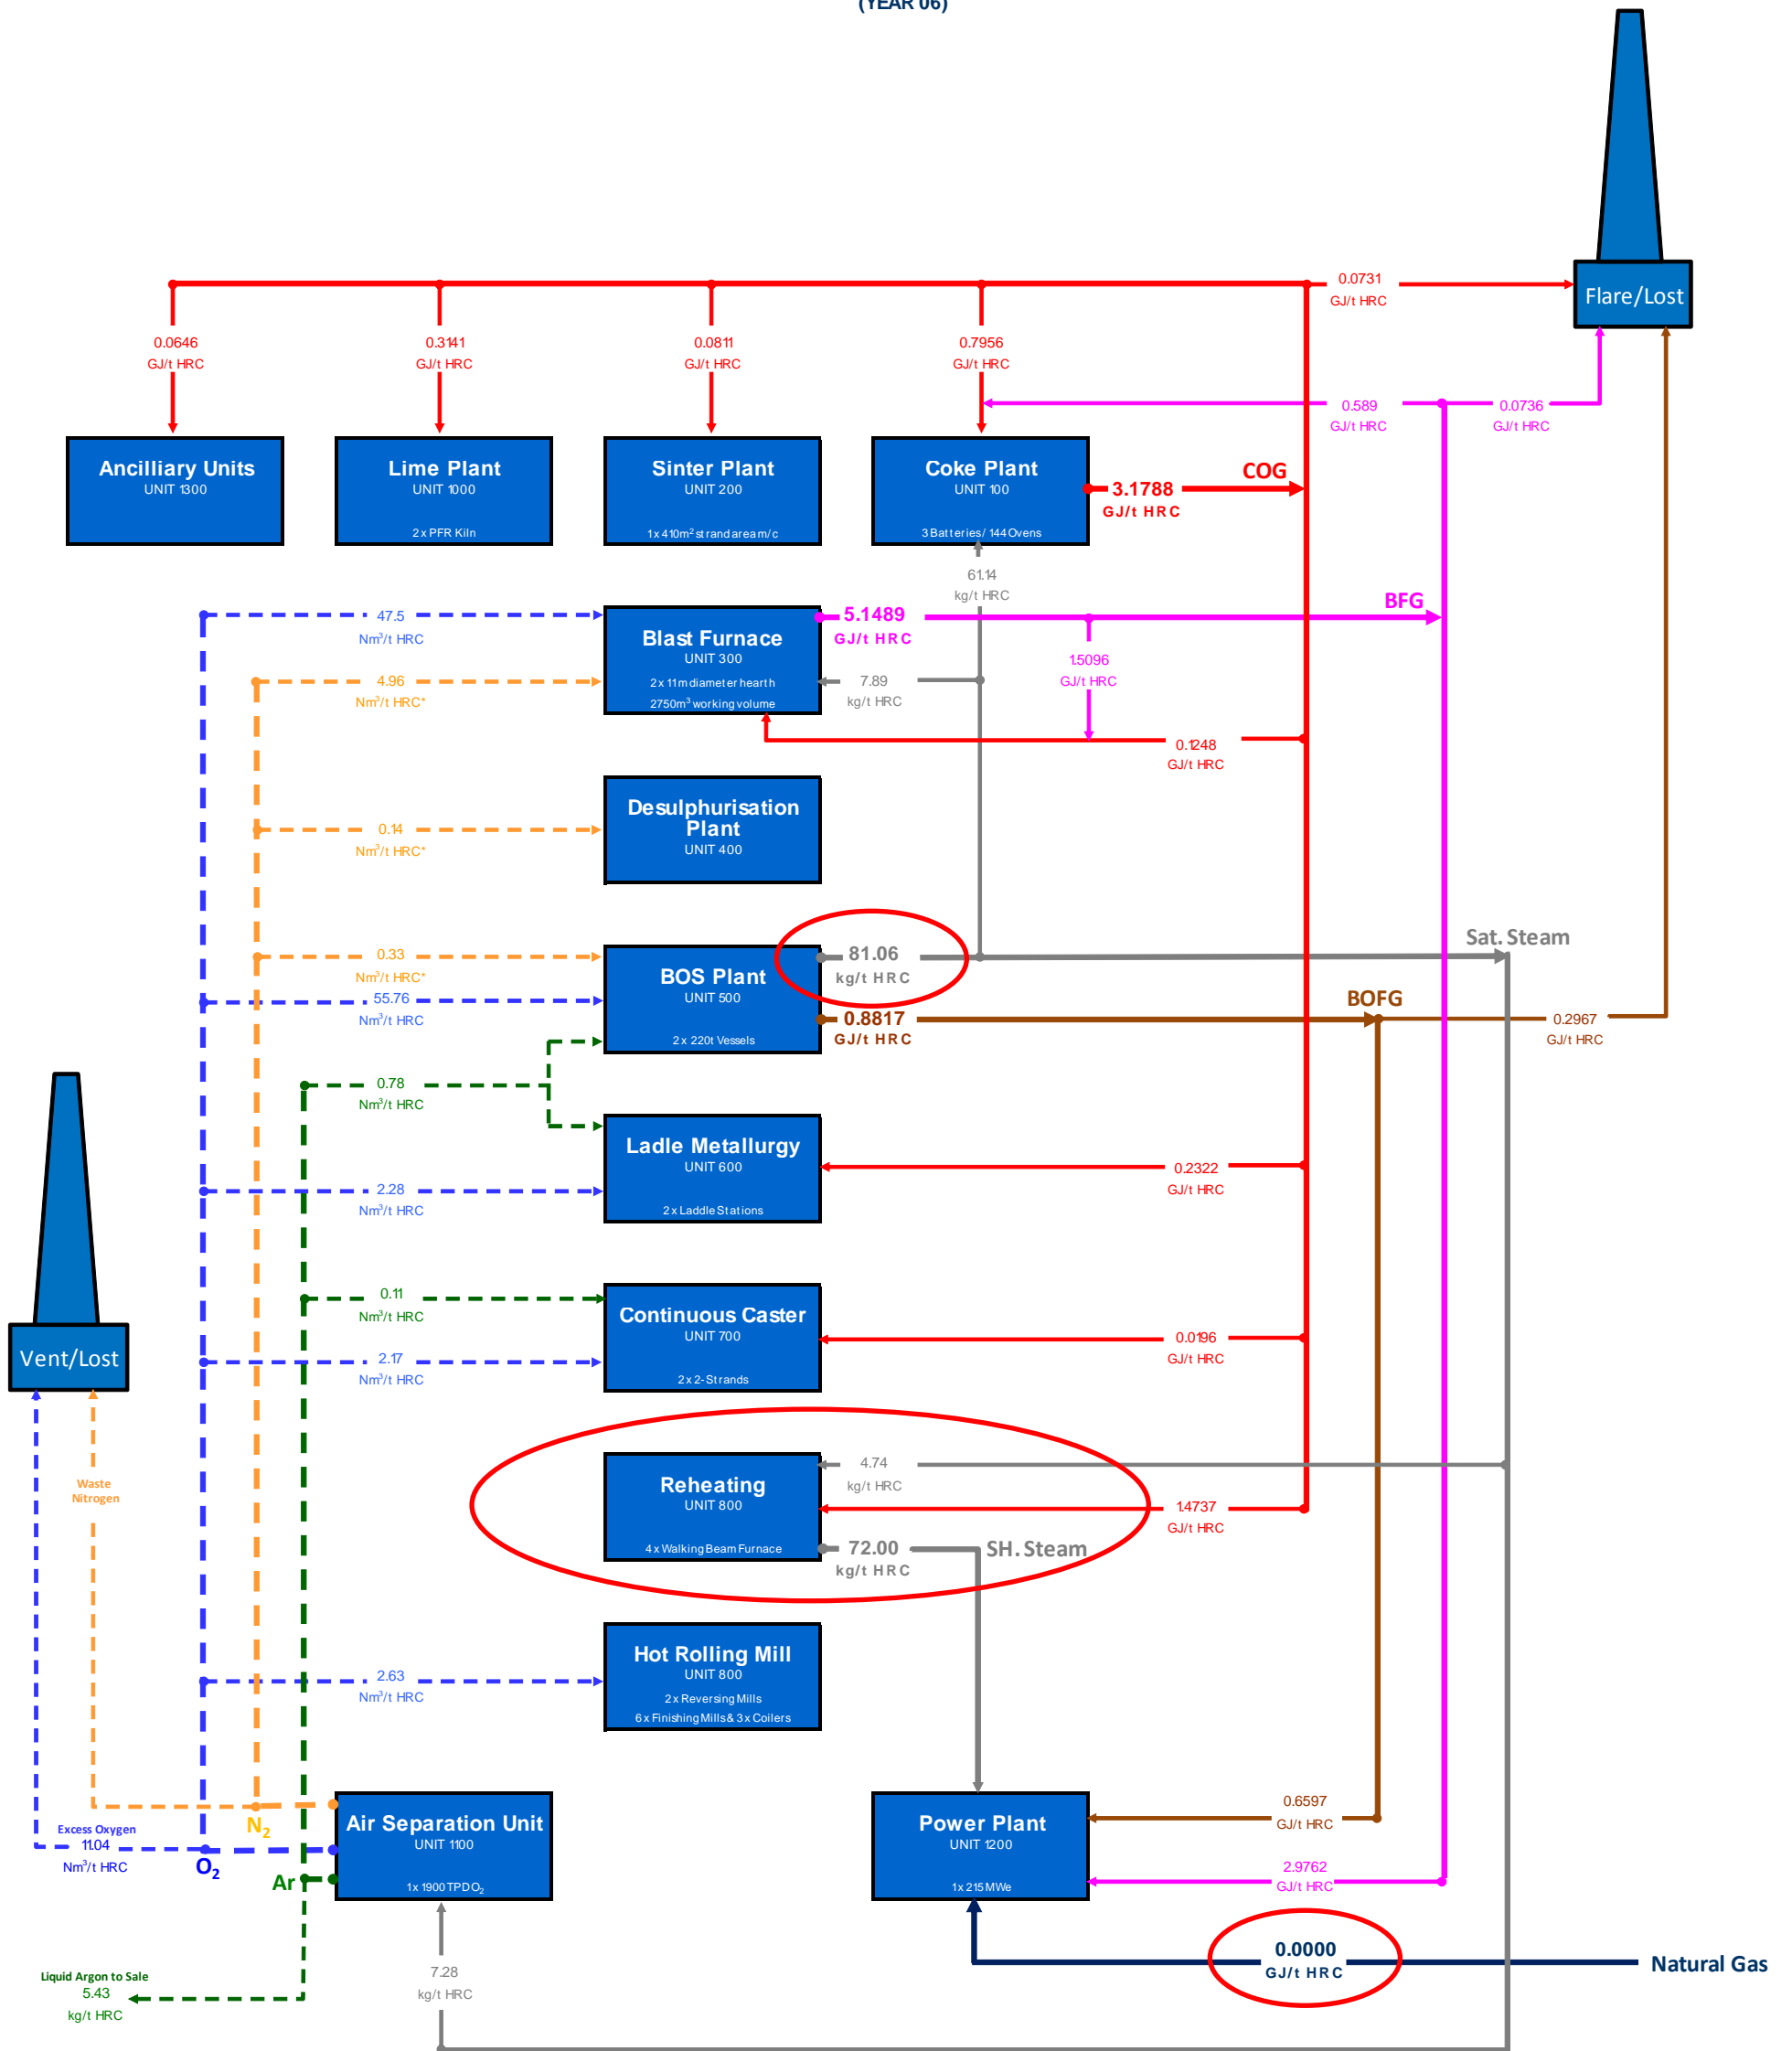 (YEAR 06)
0.0731
GJ/t HRC
Flare/Lost
0.0646
GJ/t HRC
0.3141
GJ/t HRC
0.0811
GJ/t HRC
0.7956
GJ/t HRC
0.589
GJ/t HRC
0.0736
GJ/t HRC
Ancilliary Units
UNIT 1300
Lime Plant
UNIT 1000
2 x PFR Kiln
Sinter Plant
UNIT 200
1 x 410m² strand area m/c
Coke Plant
UNIT 100
3 Batteries / 144 Ovens
COG
3.1788
GJ/t HRC
61.14
kg/t HRC
47.5
Nm³/t HRC
4.96
Nm³/t HRC*
Blast Furnace
UNIT 300
2 x 11m diameter hearth
2750m³ working volume
5.1489
GJ/t HRC
BFG
1.5096
GJ/t HRC
7.89
kg/t HRC
0.1248
GJ/t HRC
0.14
Nm³/t HRC*
Desulphurisation
Plant
UNIT 400
0.33
Nm³/t HRC*
55.76
Nm³/t HRC
BOS Plant
UNIT 500
2 x 220t Vessels
81.06
kg/t HRC
Sat. Steam
0.8817
GJ/t HRC
BOFG
0.2967
GJ/t HRC
0.78
Nm³/t HRC
2.28
Nm³/t HRC
Ladle Metallurgy
UNIT 600
2 x Laddle Stations
0.2322
GJ/t HRC
0.11
Nm³/t HRC
2.17
Nm³/t HRC
Continuous Caster
UNIT 700
2 x 2-Strands
0.0196
GJ/t HRC
Vent/Lost
Waste
Nitrogen
Reheating
UNIT 800
4 x Walking Beam Furnace
4.74
kg/t HRC
1.4737
GJ/t HRC
72.00
kg/t HRC
SH. Steam
2.63
Nm³/t HRC
Hot Rolling Mill
UNIT 800
2 x Reversing Mills
6 x Finishing Mills & 3 x Coilers
Excess Oxygen
11.04
Nm³/t HRC
N₂
O₂
Ar
Air Separation Unit
UNIT 1100
1 x 1900 TPD O₂
Power Plant
UNIT 1200
1 x 215 MWe
0.6597
GJ/t HRC
2.9762
GJ/t HRC
0.0000
GJ/t HRC
Natural Gas
Liquid Argon to Sale
5.43
kg/t HRC
7.28
kg/t HRC